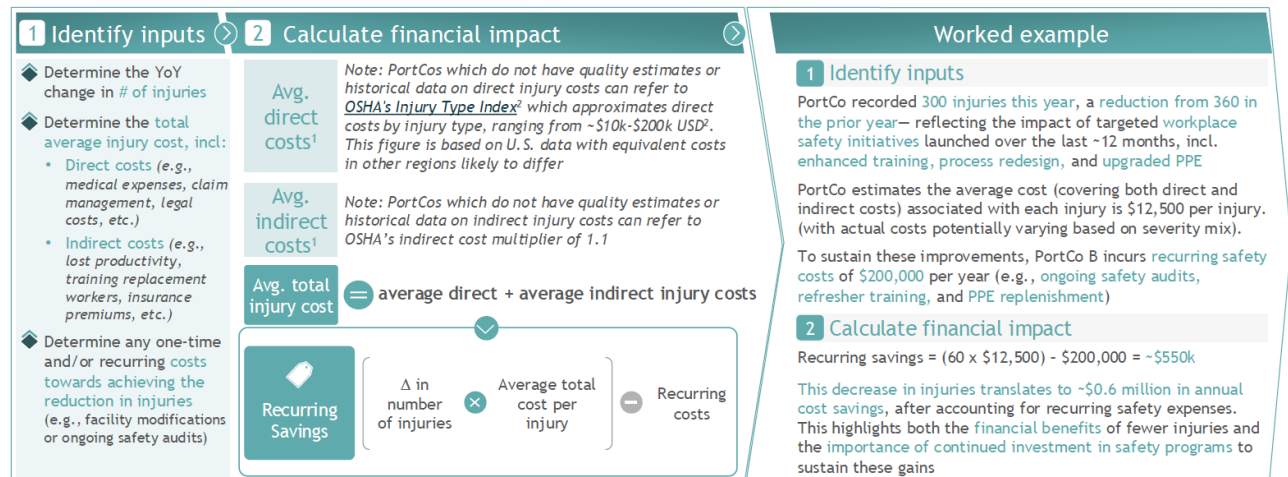 1 Identify inputs
Determine the YoY
change in # of injuries
Determine the total
average injury cost, incl:
• Direct costs (e.g.,
medical expenses, claim
management, legal
costs, etc.)
• Indirect costs (e.g.,
lost productivity,
training replacement
workers, insurance
premiums, etc.)
Determine any one-time
and/or recurring costs
towards achieving the
reduction in injuries
(e.g., facility modifications
or ongoing safety audits)
2 Calculate financial impact
Avg.
direct
costs¹
Note: PortCos which do not have quality estimates or
historical data on direct injury costs can refer to
OSHA's Injury Type Index² which approximates direct
costs by injury type, ranging from ~$10k-$200k USD².
This figure is based on U.S. data with equivalent costs
in other regions likely to differ
Avg.
indirect
costs¹
Note: PortCos which do not have quality estimates or
historical data on indirect injury costs can refer to
OSHA's indirect cost multiplier of 1.1
Avg. total
injury cost
= average direct + average indirect injury costs
Recurring
Savings
Δ in
number
of injuries
×
Average total
cost per
injury
−
Recurring
costs
Worked example
1 Identify inputs
PortCo recorded 300 injuries this year, a reduction from 360 in
the prior year— reflecting the impact of targeted workplace
safety initiatives launched over the last ~12 months, incl.
enhanced training, process redesign, and upgraded PPE
PortCo estimates the average cost (covering both direct and
indirect costs) associated with each injury is $12,500 per injury.
(with actual costs potentially varying based on severity mix).
To sustain these improvements, PortCo B incurs recurring safety
costs of $200,000 per year (e.g., ongoing safety audits,
refresher training, and PPE replenishment)
2 Calculate financial impact
Recurring savings = (60 x $12,500) - $200,000 = ~$550k
This decrease in injuries translates to ~$0.6 million in annual
cost savings, after accounting for recurring safety expenses.
This highlights both the financial benefits of fewer injuries and
the importance of continued investment in safety programs to
sustain these gains